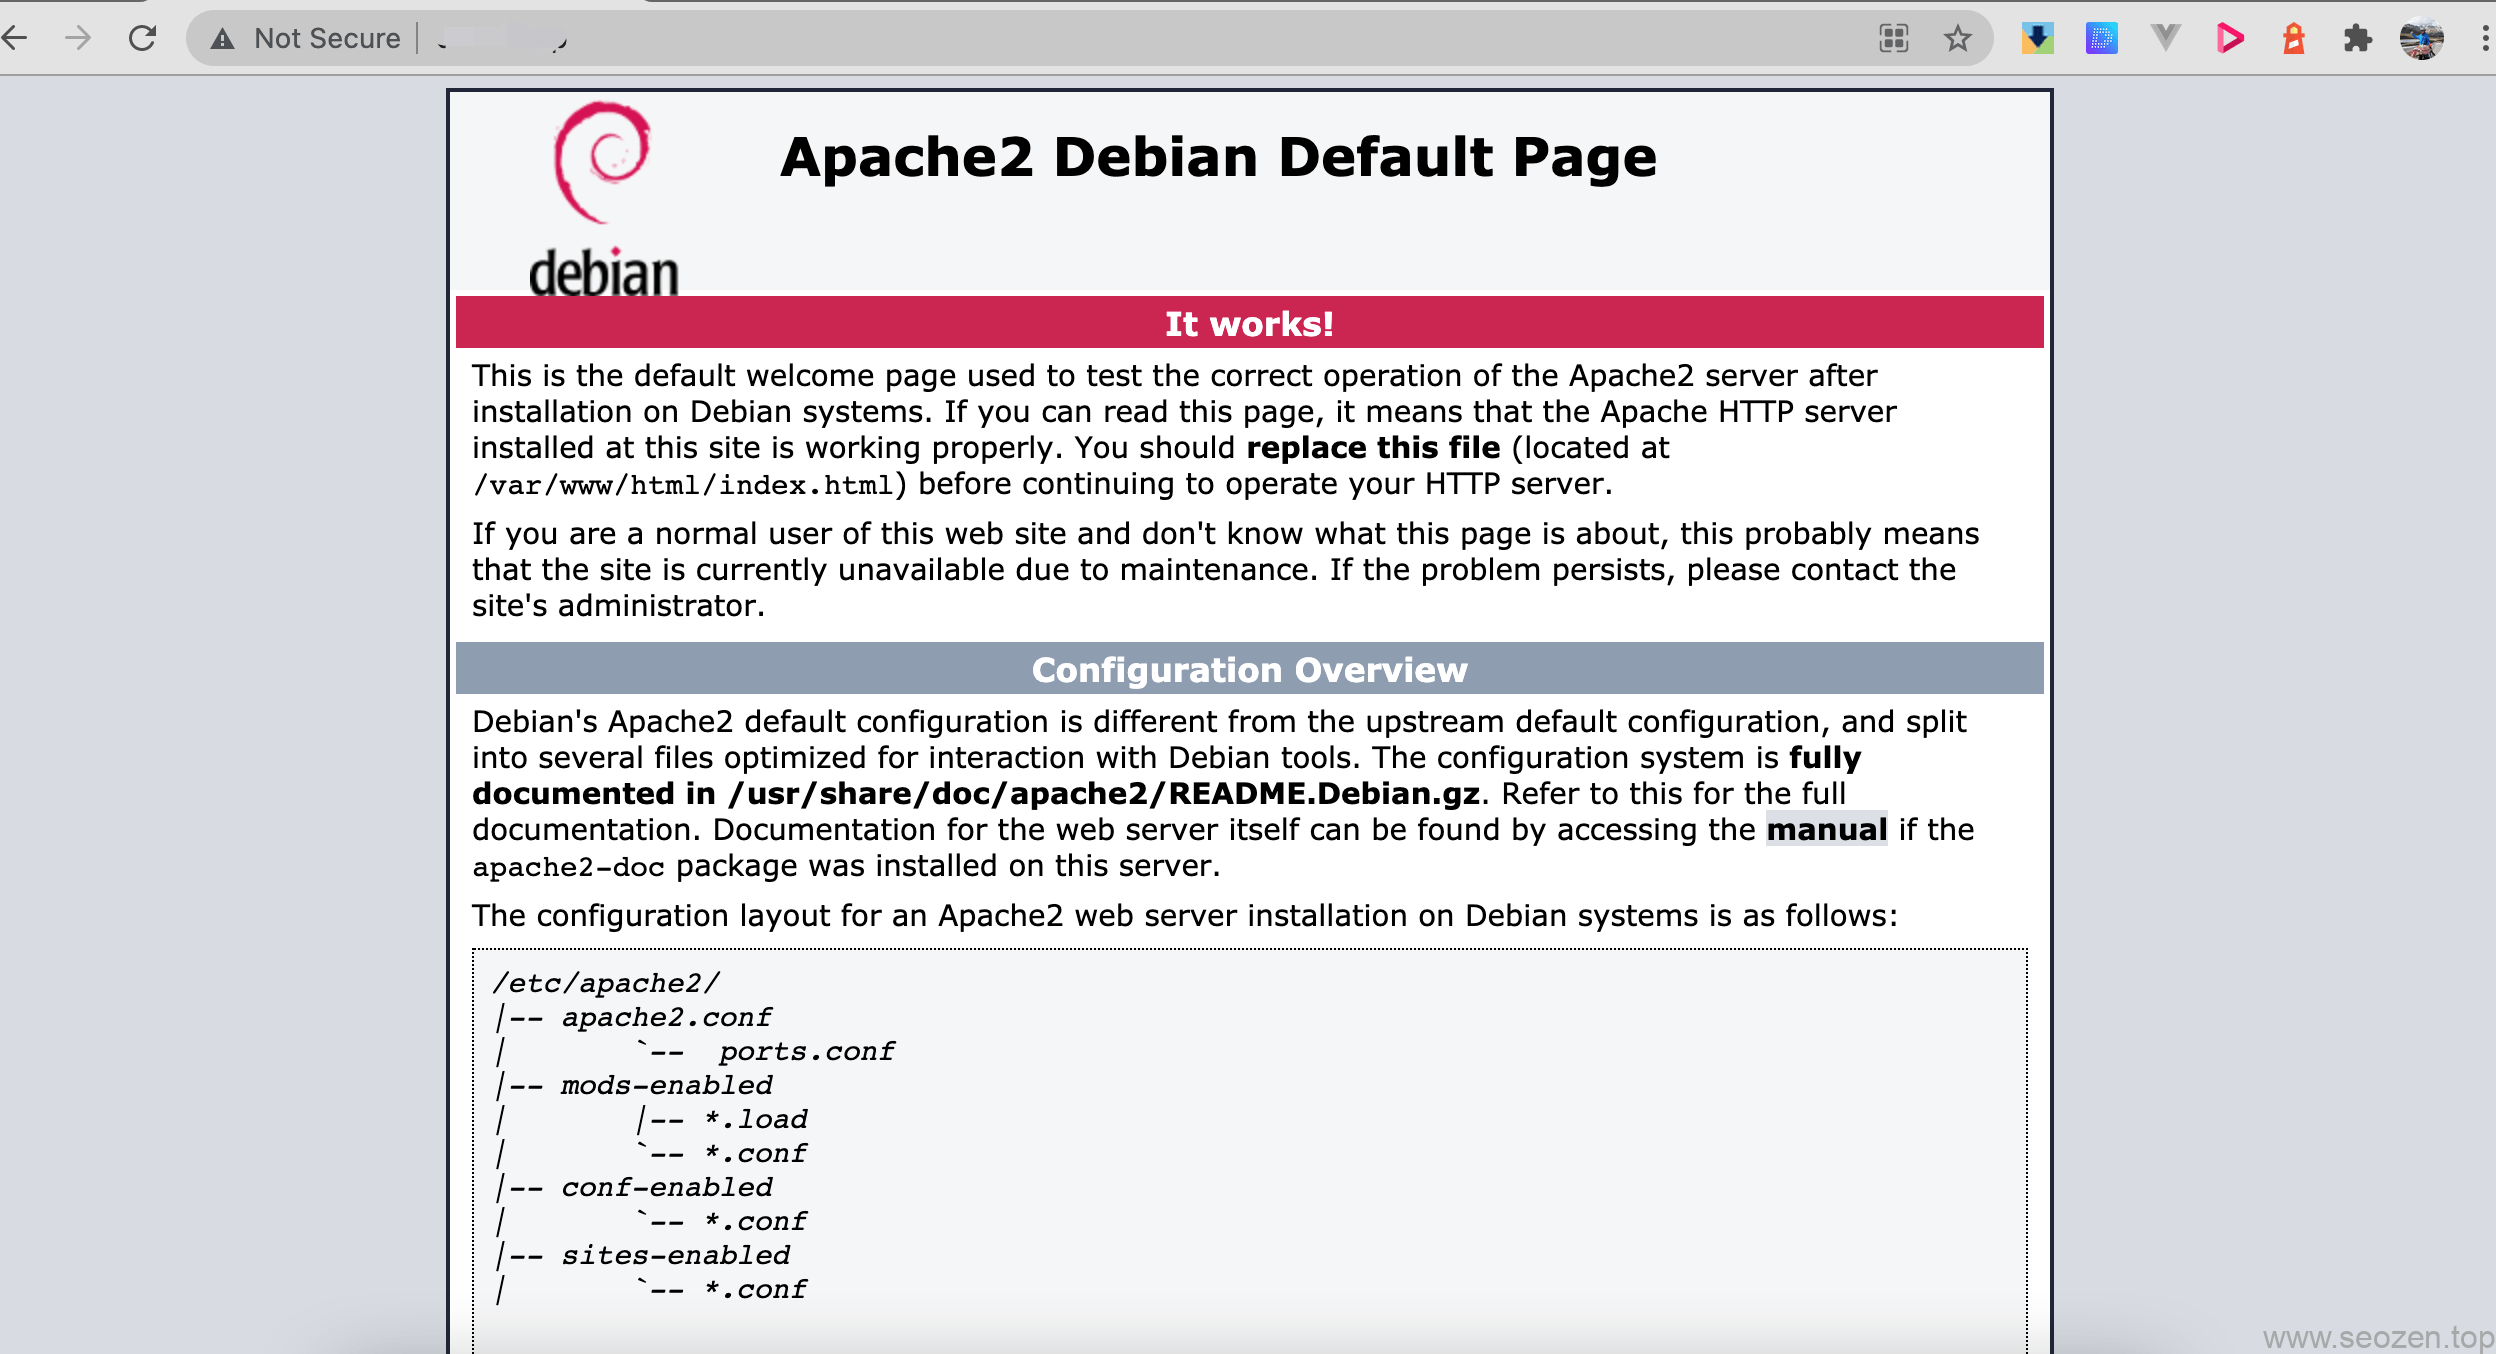 Not Secure
Apache2 Debian Default Page
debian
It works!
This is the default welcome page used to test the correct operation of the Apache2 server after
installation on Debian systems. If you can read this page, it means that the Apache HTTP server
installed at this site is working properly. You should replace this file (located at
/var/www/html/index.html) before continuing to operate your HTTP server.
If you are a normal user of this web site and don't know what this page is about, this probably means
that the site is currently unavailable due to maintenance. If the problem persists, please contact the
site's administrator.
Configuration Overview
Debian's Apache2 default configuration is different from the upstream default configuration, and split
into several files optimized for interaction with Debian tools. The configuration system is fully
documented in /usr/share/doc/apache2/README.Debian.gz. Refer to this for the full
documentation. Documentation for the web server itself can be found by accessing the manual if the
apache2-doc package was installed on this server.
The configuration layout for an Apache2 web server installation on Debian systems is as follows:
/etc/apache2/
|-- apache2.conf
|       `--  ports.conf
|-- mods-enabled
|       |-- *.load
|       `-- *.conf
|-- conf-enabled
|       `-- *.conf
|-- sites-enabled
|       `-- *.conf
www.seozen.top